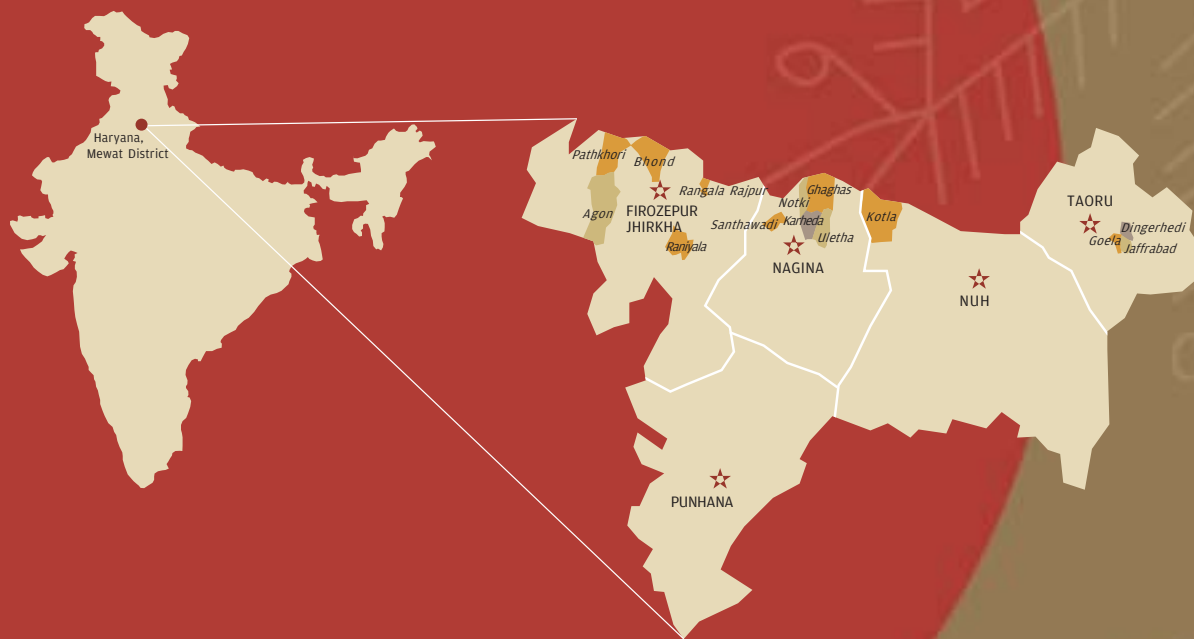 Haryana,
Mewat District
Pathkhori
Bhond
Agon
FIROZEPUR
JHIRKHA
Raniyala
Rangala Rajpur
Santhawadi
Notki
Ghaghas
Karheda
Uletha
NAGINA
Kotla
NUH
TAORU
Goela
Dingerhedi
Jaffrabad
PUNHANA